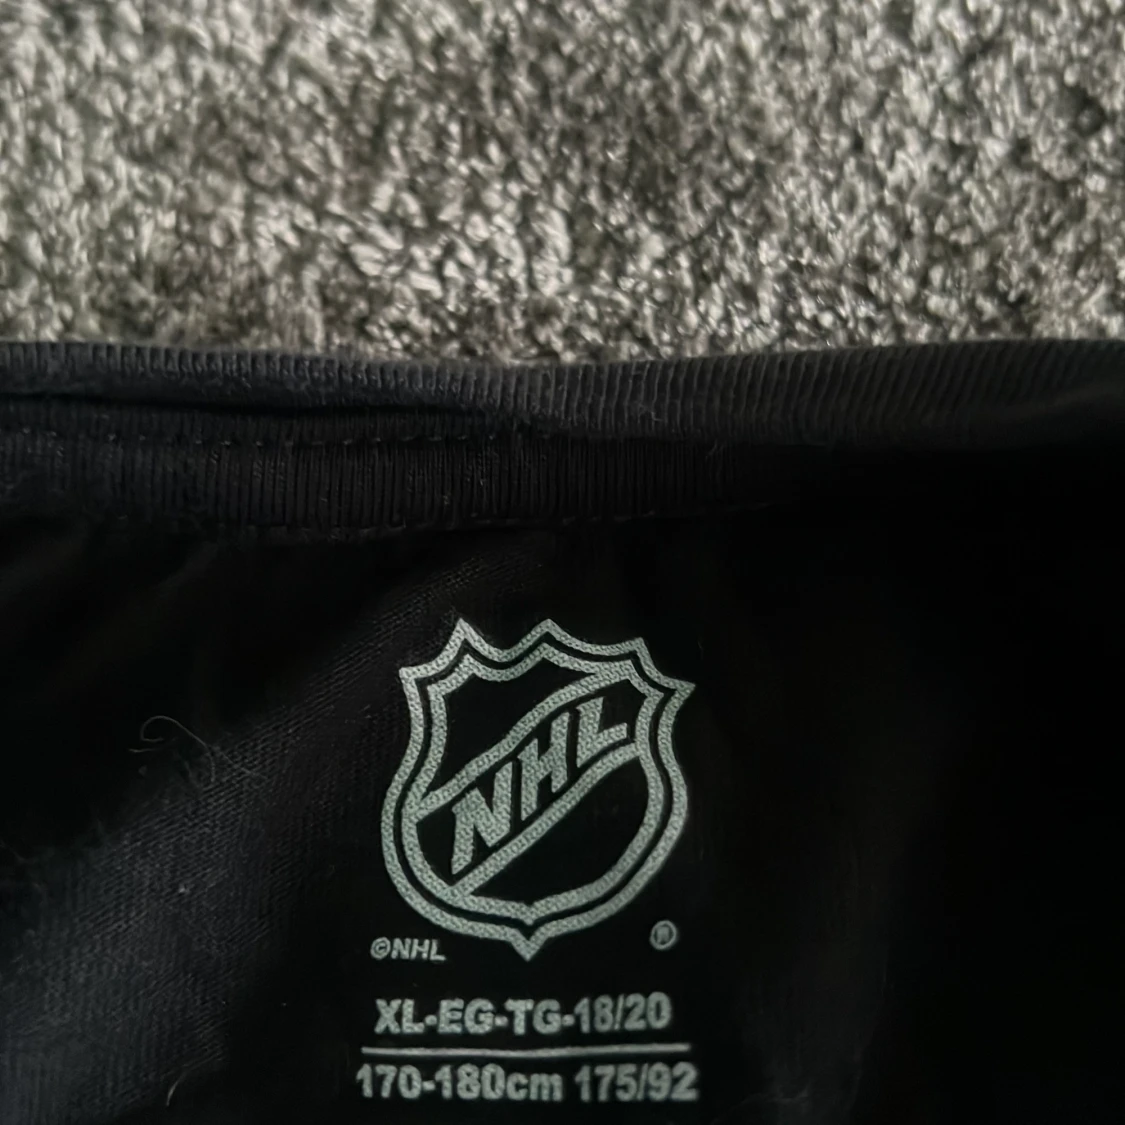 NHL
©NHL ®
XL-EG-TG-18/20
170-180cm 175/92